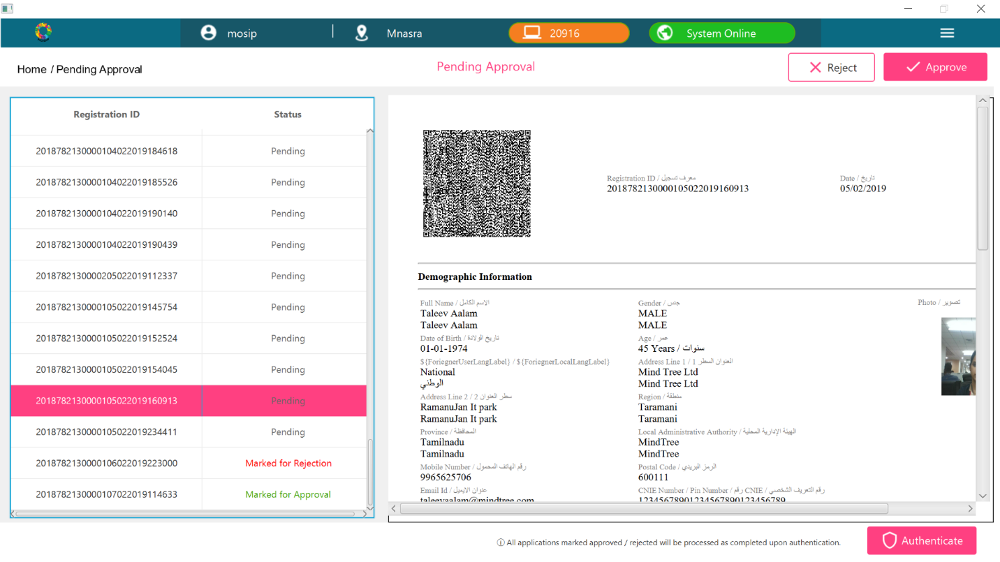 mosip
Mnasra
20916
System Online
Home / Pending Approval
Pending Approval
Reject
Approve
Registration ID
Status
2018782130000104022019184618
Pending
2018782130000104022019185526
Pending
2018782130000104022019190140
Pending
2018782130000104022019190439
Pending
2018782130000205022019112337
Pending
2018782130000105022019145754
Pending
2018782130000105022019152524
Pending
2018782130000105022019154045
Pending
2018782130000105022019160913
Pending
2018782130000105022019234411
Pending
2018782130000106022019223000
Marked for Rejection
2018782130000107022019114633
Marked for Approval
Registration ID / معرف تسجيل
2018782130000105022019160913
Date / تاريخ
05/02/2019
Demographic Information
Full Name / الاسم الكامل
Taleev Aalam
Taleev Aalam
Gender / جنس
MALE
MALE
Photo / تصوير
Date of Birth / تاريخ الولادة
01-01-1974
Age / عمر
45 Years / سنوات
${ForiegnerUserLangLabel} / ${ForiegnerLocalLangLabel}
National
الوطني
Address Line 1 / العنوان السطر 1
Mind Tree Ltd
Mind Tree Ltd
Address Line 2 / سطر العنوان 2
RamanuJan It park
RamanuJan It park
Region / منطقة
Taramani
Taramani
Province / المحافظة
Tamilnadu
Tamilnadu
Local Administrative Authority / الهيئة الإدارية المحلية
MindTree
MindTree
Mobile Number / رقم الهاتف المحمول
9965625706
Postal Code / الرمز البريدي
600111
Email Id / عنوان الايميل
taleevaalam@mindtree.com
CNIE Number / Pin Number / رقم CNIE / رقم التعريف الشخصي
12345678901234567890123456789
All applications marked approved / rejected will be processed as completed upon authentication.
Authenticate